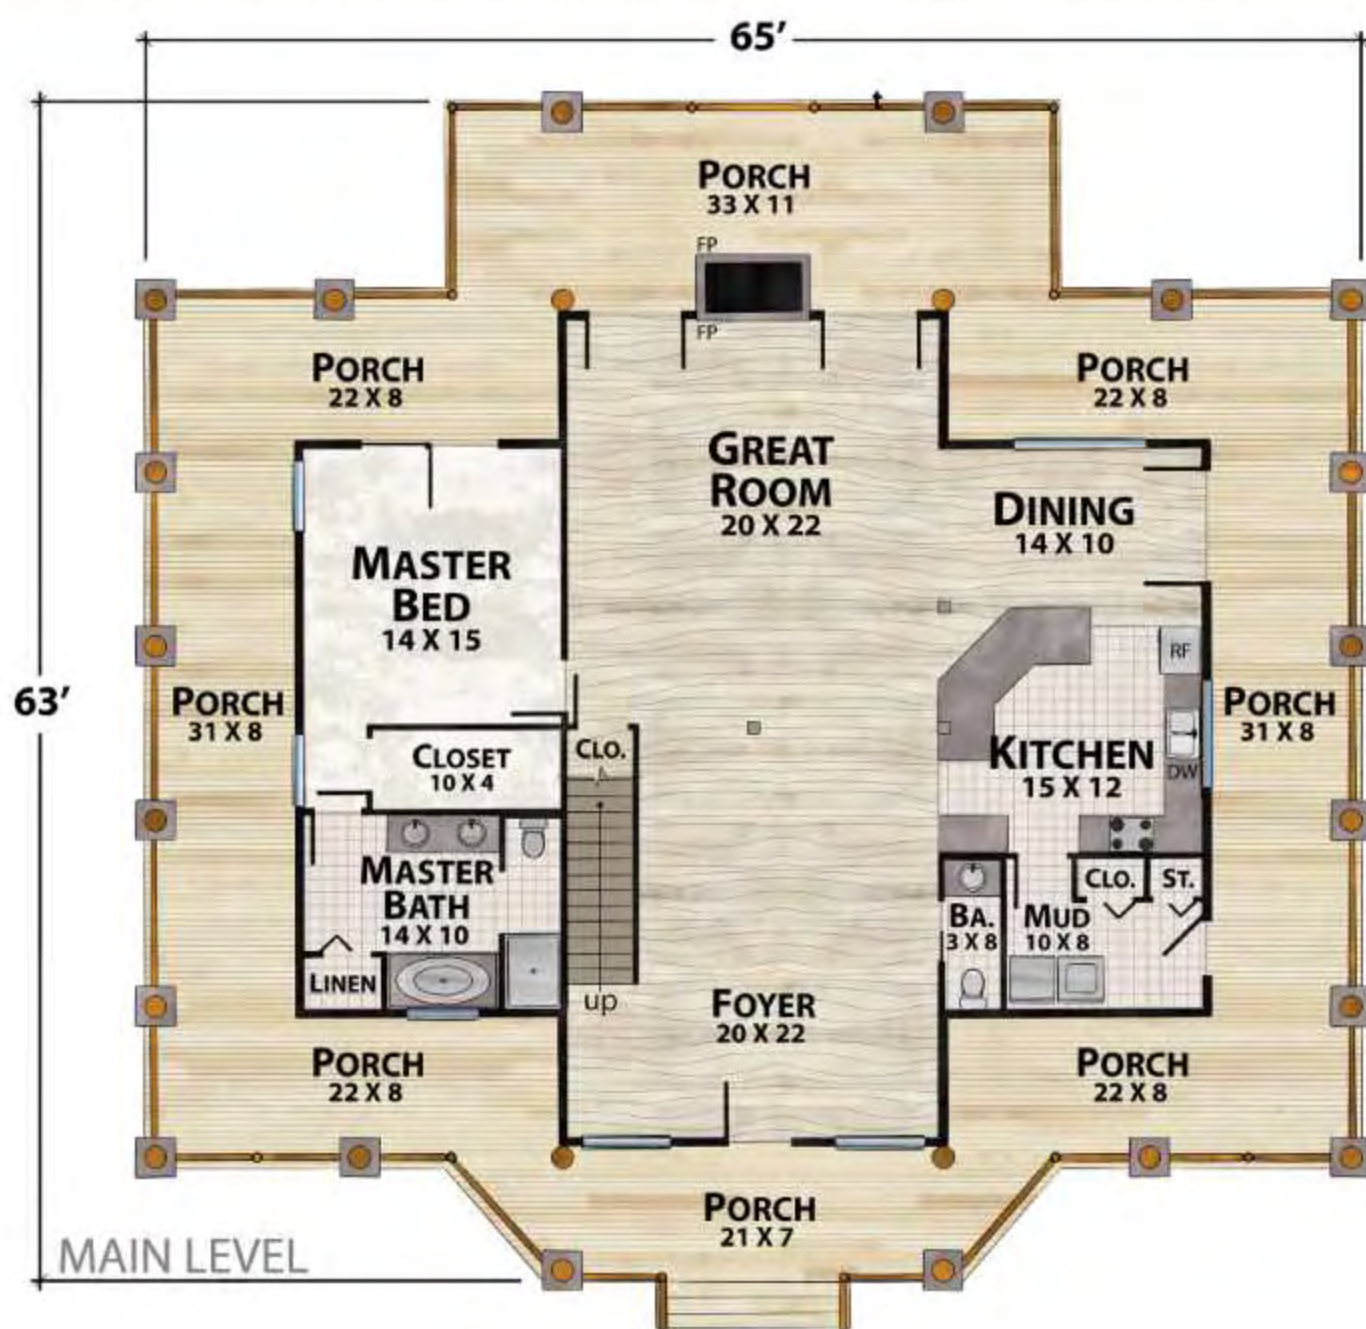 65’
t
PORCH
33 X 11
FP
FP
PORCH
22 X 8
PORCH
22 X 8
GREAT
ROOM
20 X 22
DINING
14 X 10
MASTER
BED
14 X 15
RF
63’
PORCH
31 X 8
PORCH
31 X 8
CLOSET
10 X 4
CLO.
KITCHEN
15 X 12
DW
MASTER
BATH
14 X 10
CLO.
ST.
BA.
3 X 8
MUD
10 X 8
LINEN
up
FOYER
20 X 22
PORCH
22 X 8
PORCH
22 X 8
PORCH
21 X 7
MAIN LEVEL